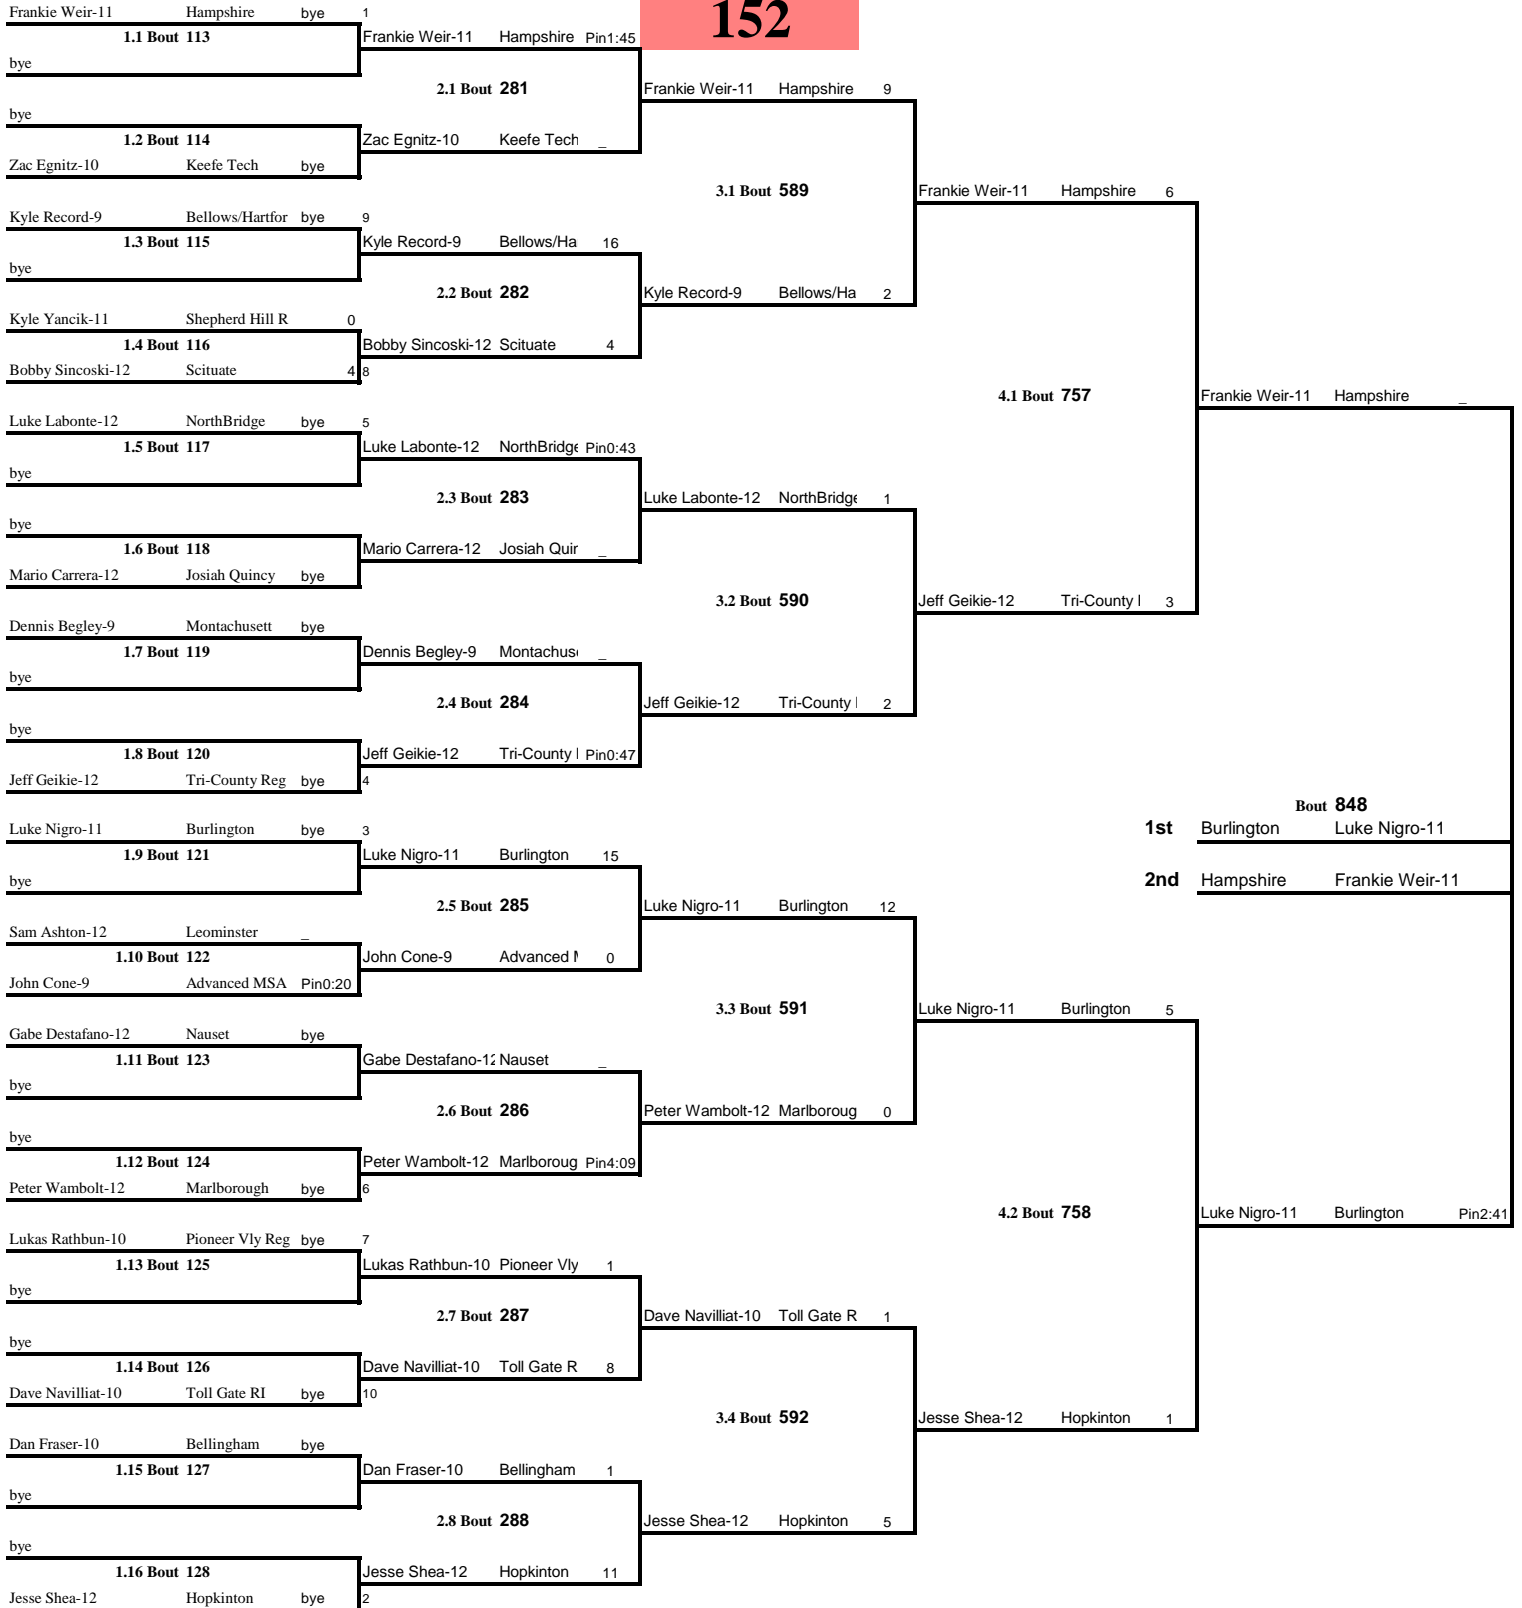 152
Frankie Weir-11 Hampshire bye 1
1.1 Bout 113 Frankie Weir-11 Hampshire Pin1:45
bye
2.1 Bout 281 Frankie Weir-11 Hampshire 9
bye
1.2 Bout 114 Zac Egnitz-10 Keefe Tech _
Zac Egnitz-10 Keefe Tech bye
3.1 Bout 589 Frankie Weir-11 Hampshire 6
Kyle Record-9 Bellows/Hartfor bye 9
1.3 Bout 115 Kyle Record-9 Bellows/Ha 16
bye
2.2 Bout 282 Kyle Record-9 Bellows/Ha 2
Kyle Yancik-11 Shepherd Hill R 0
1.4 Bout 116 Bobby Sincoski-12 Scituate 4
Bobby Sincoski-12 Scituate 4 8
4.1 Bout 757 Frankie Weir-11 Hampshire _
Luke Labonte-12 NorthBridge bye 5
1.5 Bout 117 Luke Labonte-12 NorthBridge Pin0:43
bye
2.3 Bout 283 Luke Labonte-12 NorthBridge 1
bye
1.6 Bout 118 Mario Carrera-12 Josiah Quir _
Mario Carrera-12 Josiah Quincy bye
3.2 Bout 590 Jeff Geikie-12 Tri-County 3
Dennis Begley-9 Montachusett bye
1.7 Bout 119 Dennis Begley-9 Montachuse _
bye
2.4 Bout 284 Jeff Geikie-12 Tri-County 2
bye
1.8 Bout 120 Jeff Geikie-12 Tri-County Pin0:47
Jeff Geikie-12 Tri-County Reg bye 4
Bout 848
Luke Nigro-11 Burlington bye 3
1st Burlington Luke Nigro-11
1.9 Bout 121 Luke Nigro-11 Burlington 15
bye
2nd Hampshire Frankie Weir-11
2.5 Bout 285 Luke Nigro-11 Burlington 12
Sam Ashton-12 Leominster _
1.10 Bout 122 John Cone-9 Advanced M 0
John Cone-9 Advanced MSA Pin0:20
3.3 Bout 591 Luke Nigro-11 Burlington 5
Gabe Destafano-12 Nauset bye
1.11 Bout 123 Gabe Destafano-12 Nauset _
bye
2.6 Bout 286 Peter Wambolt-12 Marlboroug 0
bye
1.12 Bout 124 Peter Wambolt-12 Marlboroug Pin4:09
Peter Wambolt-12 Marlborough bye 6
4.2 Bout 758 Luke Nigro-11 Burlington Pin2:41
Lukas Rathbun-10 Pioneer Vly Reg bye 7
1.13 Bout 125 Lukas Rathbun-10 Pioneer Vly 1
bye
2.7 Bout 287 Dave Navilliat-10 Toll Gate R 1
bye
1.14 Bout 126 Dave Navilliat-10 Toll Gate R 8
Dave Navilliat-10 Toll Gate RI bye 10
3.4 Bout 592 Jesse Shea-12 Hopkinton 1
Dan Fraser-10 Bellingham bye
1.15 Bout 127 Dan Fraser-10 Bellingham 1
bye
2.8 Bout 288 Jesse Shea-12 Hopkinton 5
bye
1.16 Bout 128 Jesse Shea-12 Hopkinton 11
Jesse Shea-12 Hopkinton bye 2